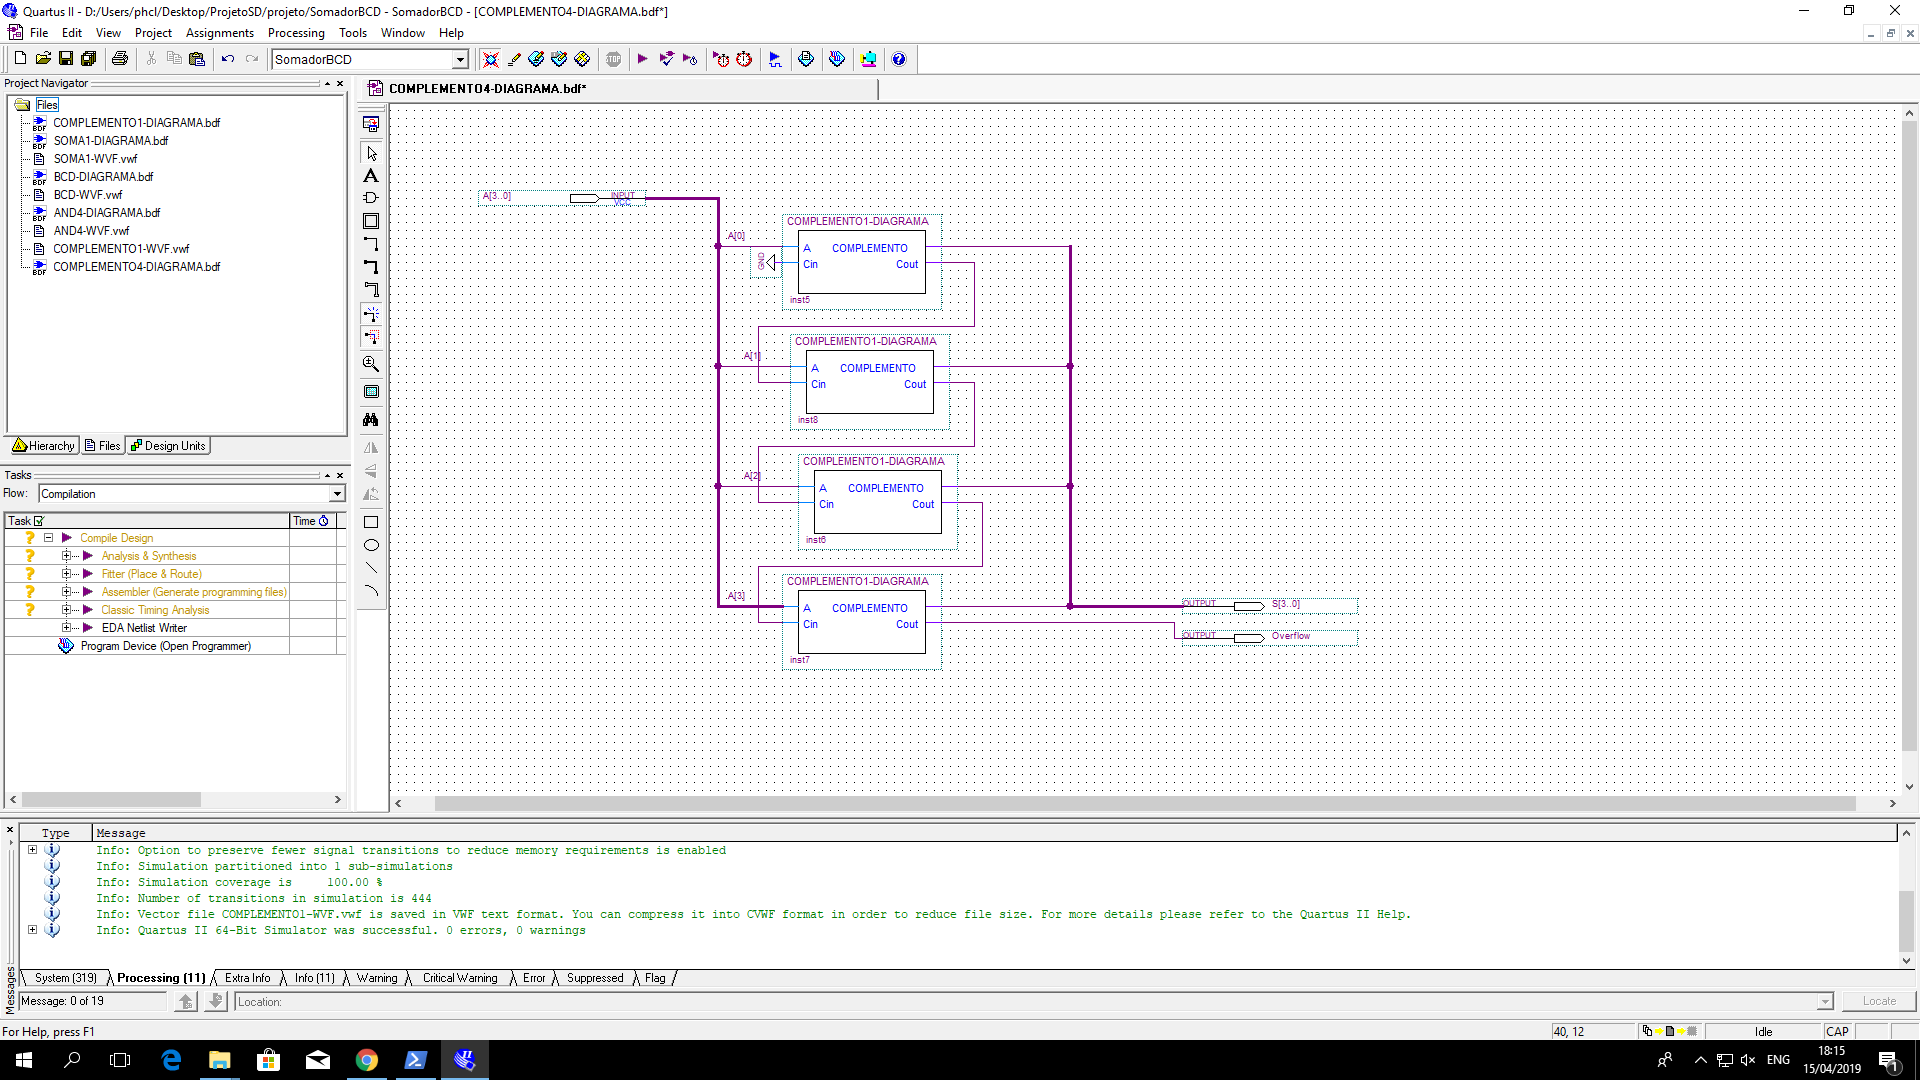 Quartus II - D:/Users/phcl/Desktop/ProjetoSD/projeto/SomadorBCD - SomadorBCD - [COMPLEMENTO4-DIAGRAMA.bdf*]
File Edit View Project Assignments Processing Tools Window Help
SomadorBCD
Project Navigator
Files
COMPLEMENTO1-DIAGRAMA.bdf
SOMA1-DIAGRAMA.bdf
SOMA1-WVF.vwf
BCD-DIAGRAMA.bdf
BCD-WVF.vwf
AND4-DIAGRAMA.bdf
AND4-WVF.vwf
COMPLEMENTO1-WVF.vwf
COMPLEMENTO4-DIAGRAMA.bdf
Hierarchy Files Design Units
Tasks
Flow: Compilation
Task Time
Compile Design
Analysis & Synthesis
Fitter (Place & Route)
Assembler (Generate programming files)
Classic Timing Analysis
EDA Netlist Writer
Program Device (Open Programmer)
COMPLEMENTO4-DIAGRAMA.bdf*
A[3..0] INPUT
VCC
COMPLEMENTO1-DIAGRAMA
A[0]
A COMPLEMENTO
GND
Cin Cout
inst5
COMPLEMENTO1-DIAGRAMA
A[1]
A COMPLEMENTO
Cin Cout
inst8
COMPLEMENTO1-DIAGRAMA
A[2]
A COMPLEMENTO
Cin Cout
inst6
COMPLEMENTO1-DIAGRAMA
A[3]
A COMPLEMENTO
Cin Cout
inst7
OUTPUT S[3..0]
OUTPUT Overflow
Type Message
Info: Option to preserve fewer signal transitions to reduce memory requirements is enabled
Info: Simulation partitioned into 1 sub-simulations
Info: Simulation coverage is 100.00 %
Info: Number of transitions in simulation is 444
Info: Vector file COMPLEMENTO1-WVF.vwf is saved in VWF text format. You can compress it into CVWF format in order to reduce file size. For more details please refer to the Quartus II Help.
Info: Quartus II 64-Bit Simulator was successful. 0 errors, 0 warnings
System (319) Processing (11) Extra Info Info (11) Warning Critical Warning Error Suppressed Flag
Messages
Message: 0 of 19 Location: Locate
For Help, press F1 40, 12 Idle CAP
ENG 18:15
15/04/2019
1